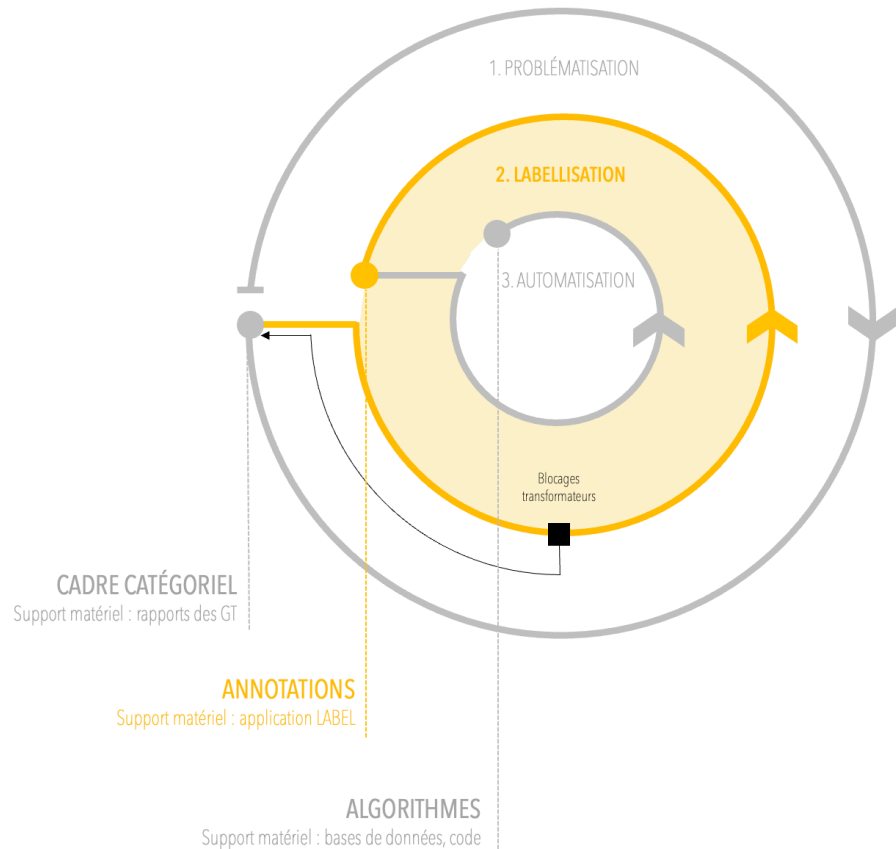 1. PROBLÉMATISATION
2. LABELLISATION
3. AUTOMATISATION
Blocages
transformateurs
CADRE CATÉGORIEL
Support matériel : rapports des GT
ANNOTATIONS
Support matériel : application LABEL
ALGORITHMES
Support matériel : bases de données, code